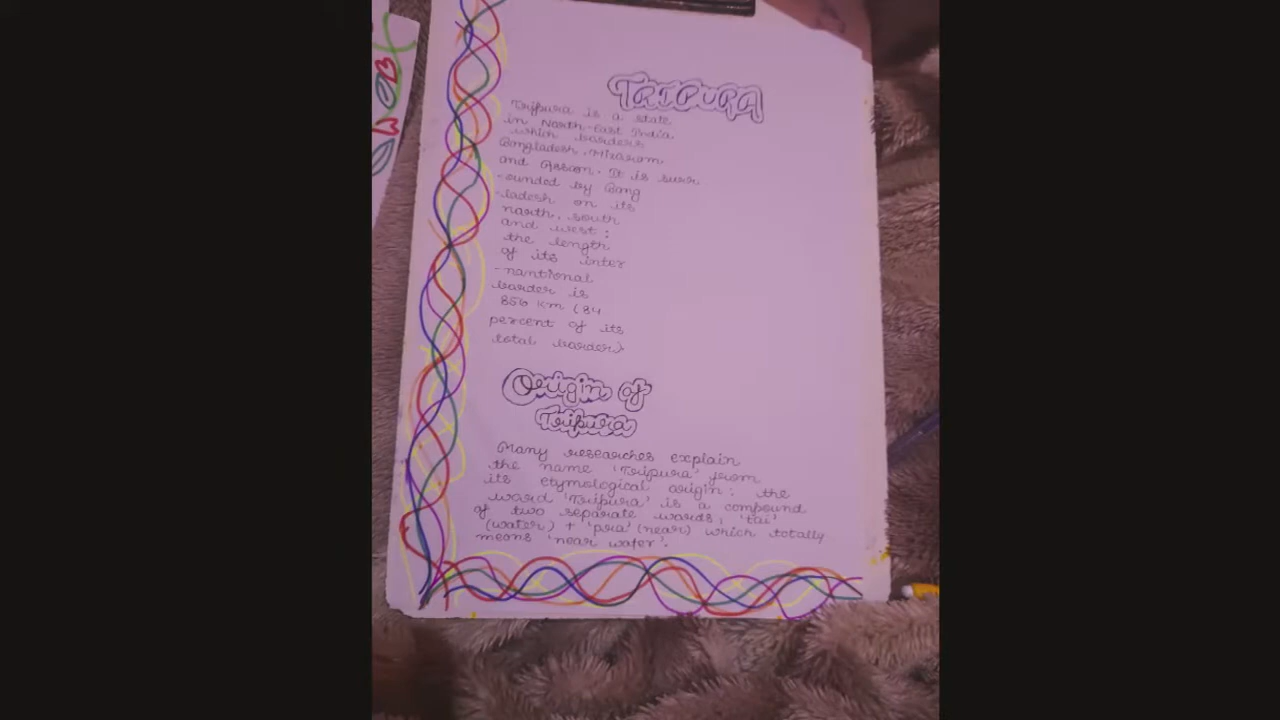 TRIPURA
Tripura is a state
in North-East India
which borders
Bangladesh, Mizarom
and Assam. It is surr
-ounded by Bang
-ladesh on its
north, south
and west;
the length
of its inter
-nantional
border is
856 km (84
percent of its
total border)
Origin of
Tripura
Many researches explain
the name 'Tripura' from
its etymological origin: the
word 'Tripura' is a compound
of two separate words; 'tai'
(water) + 'pra' (near) which totally
means 'near water'.